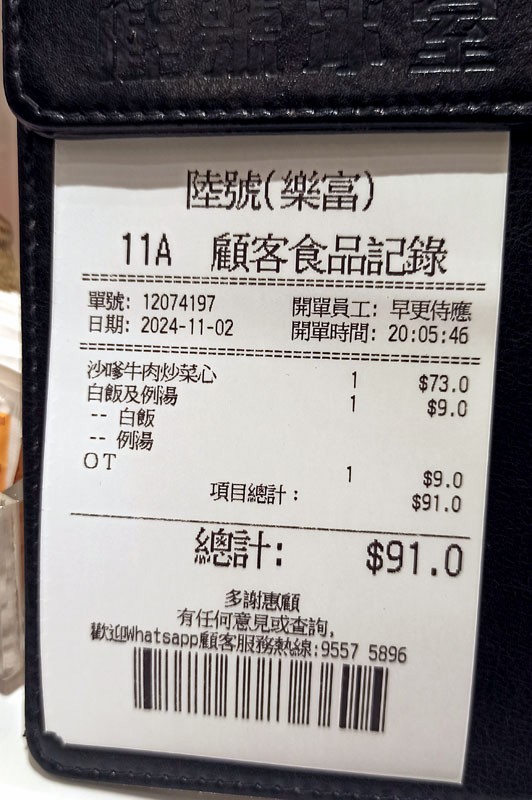 陸號冰室
陸號(樂富)
11A 顧客食品記錄
單號: 12074197 開單員工: 早更侍應
日期: 2024-11-02 開單時間: 20:05:46
沙嗲牛肉炒菜心 1 $73.0
白飯及例湯 1 $9.0
-- 白飯
-- 例湯
OT 1 $9.0
項目總計: $91.0
總計: $91.0
多謝惠顧
有任何意見或查詢,
歡迎Whatsapp顧客服務熱線:9557 5896